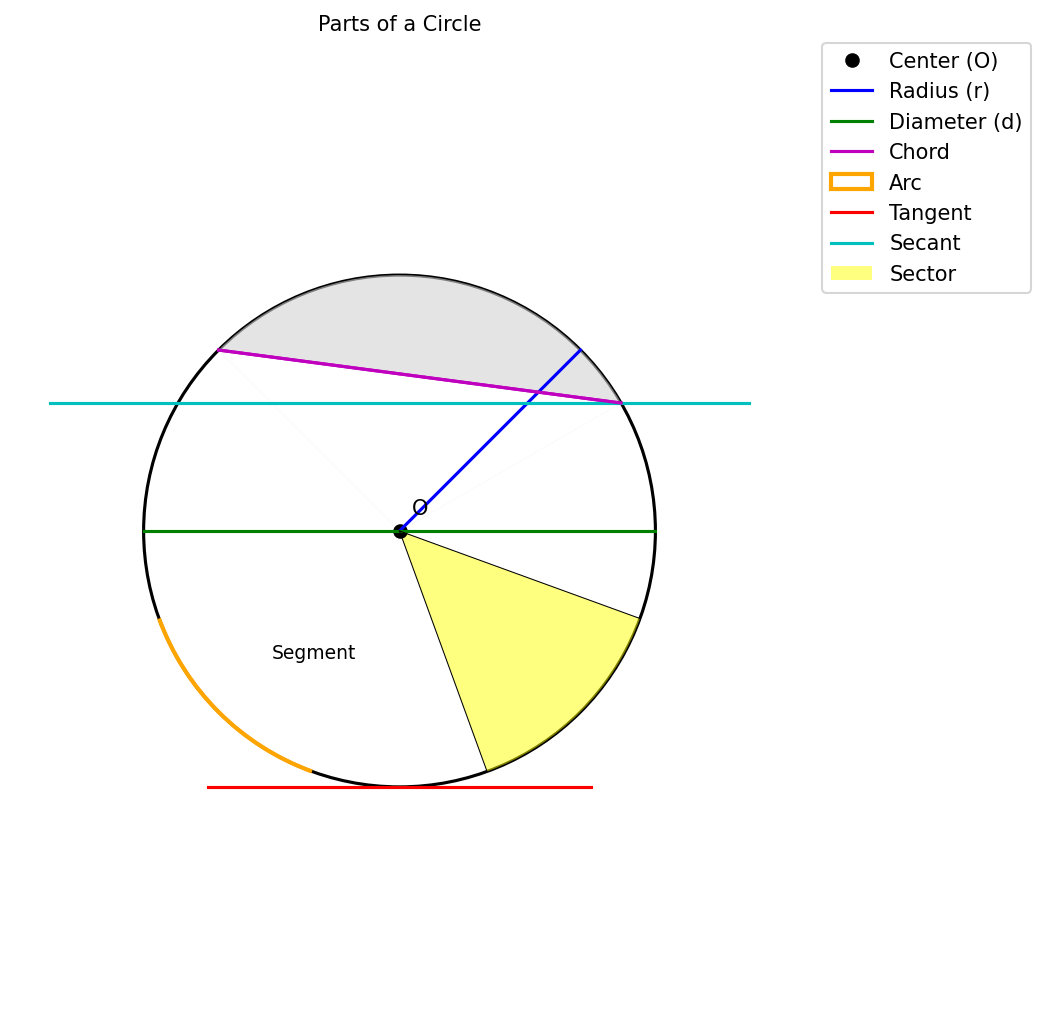 Parts of a Circle
Center (O)
Radius (r)
Diameter (d)
Chord
Arc
Tangent
Secant
Sector
O
Segment